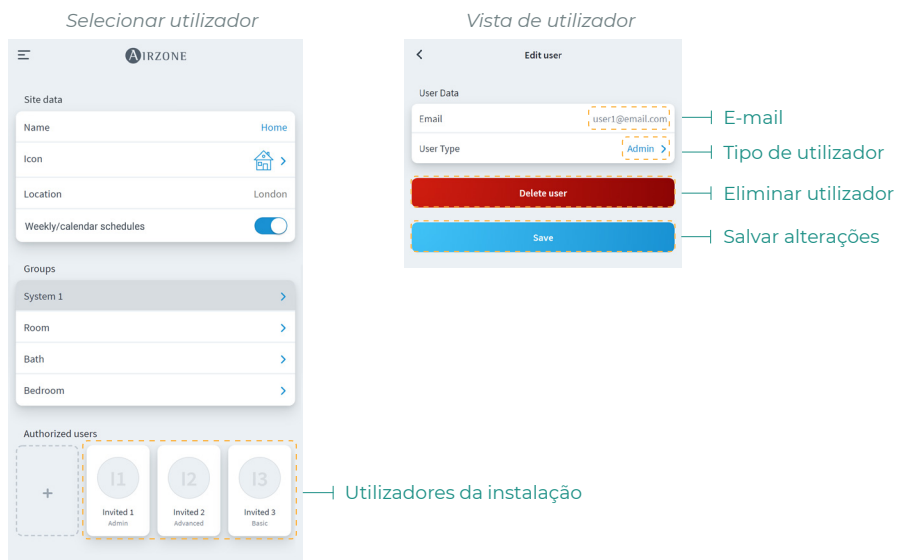 Selecionar utilizador
AIRZONE
Site data
Name Home
Icon
Location London
Weekly/calendar schedules
Groups
System 1
Room
Bath
Bedroom
Authorized users
+
I1
Invited 1
Admin
I2
Invited 2
Advanced
I3
Invited 3
Basic
Utilizadores da instalação
Vista de utilizador
Edit user
User Data
Email user1@email.com
E-mail
User Type Admin
Tipo de utilizador
Delete user
Eliminar utilizador
Save
Salvar alterações